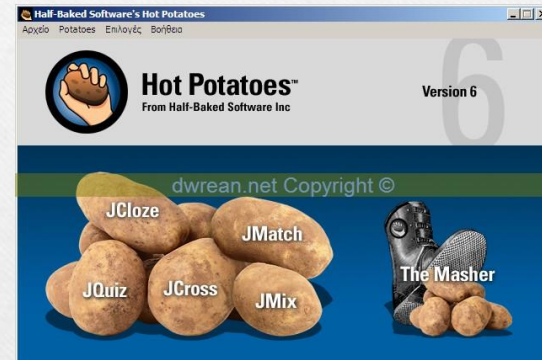 Half-Baked Software's Hot Potatoes
Αρχείο Potatoes Επιλογές Βοήθεια
6
Hot Potatoes™
From Half-Baked Software Inc
Version 6
dwrean.net Copyright ©
JCloze
JMatch
JQuiz
JCross
JMix
The Masher